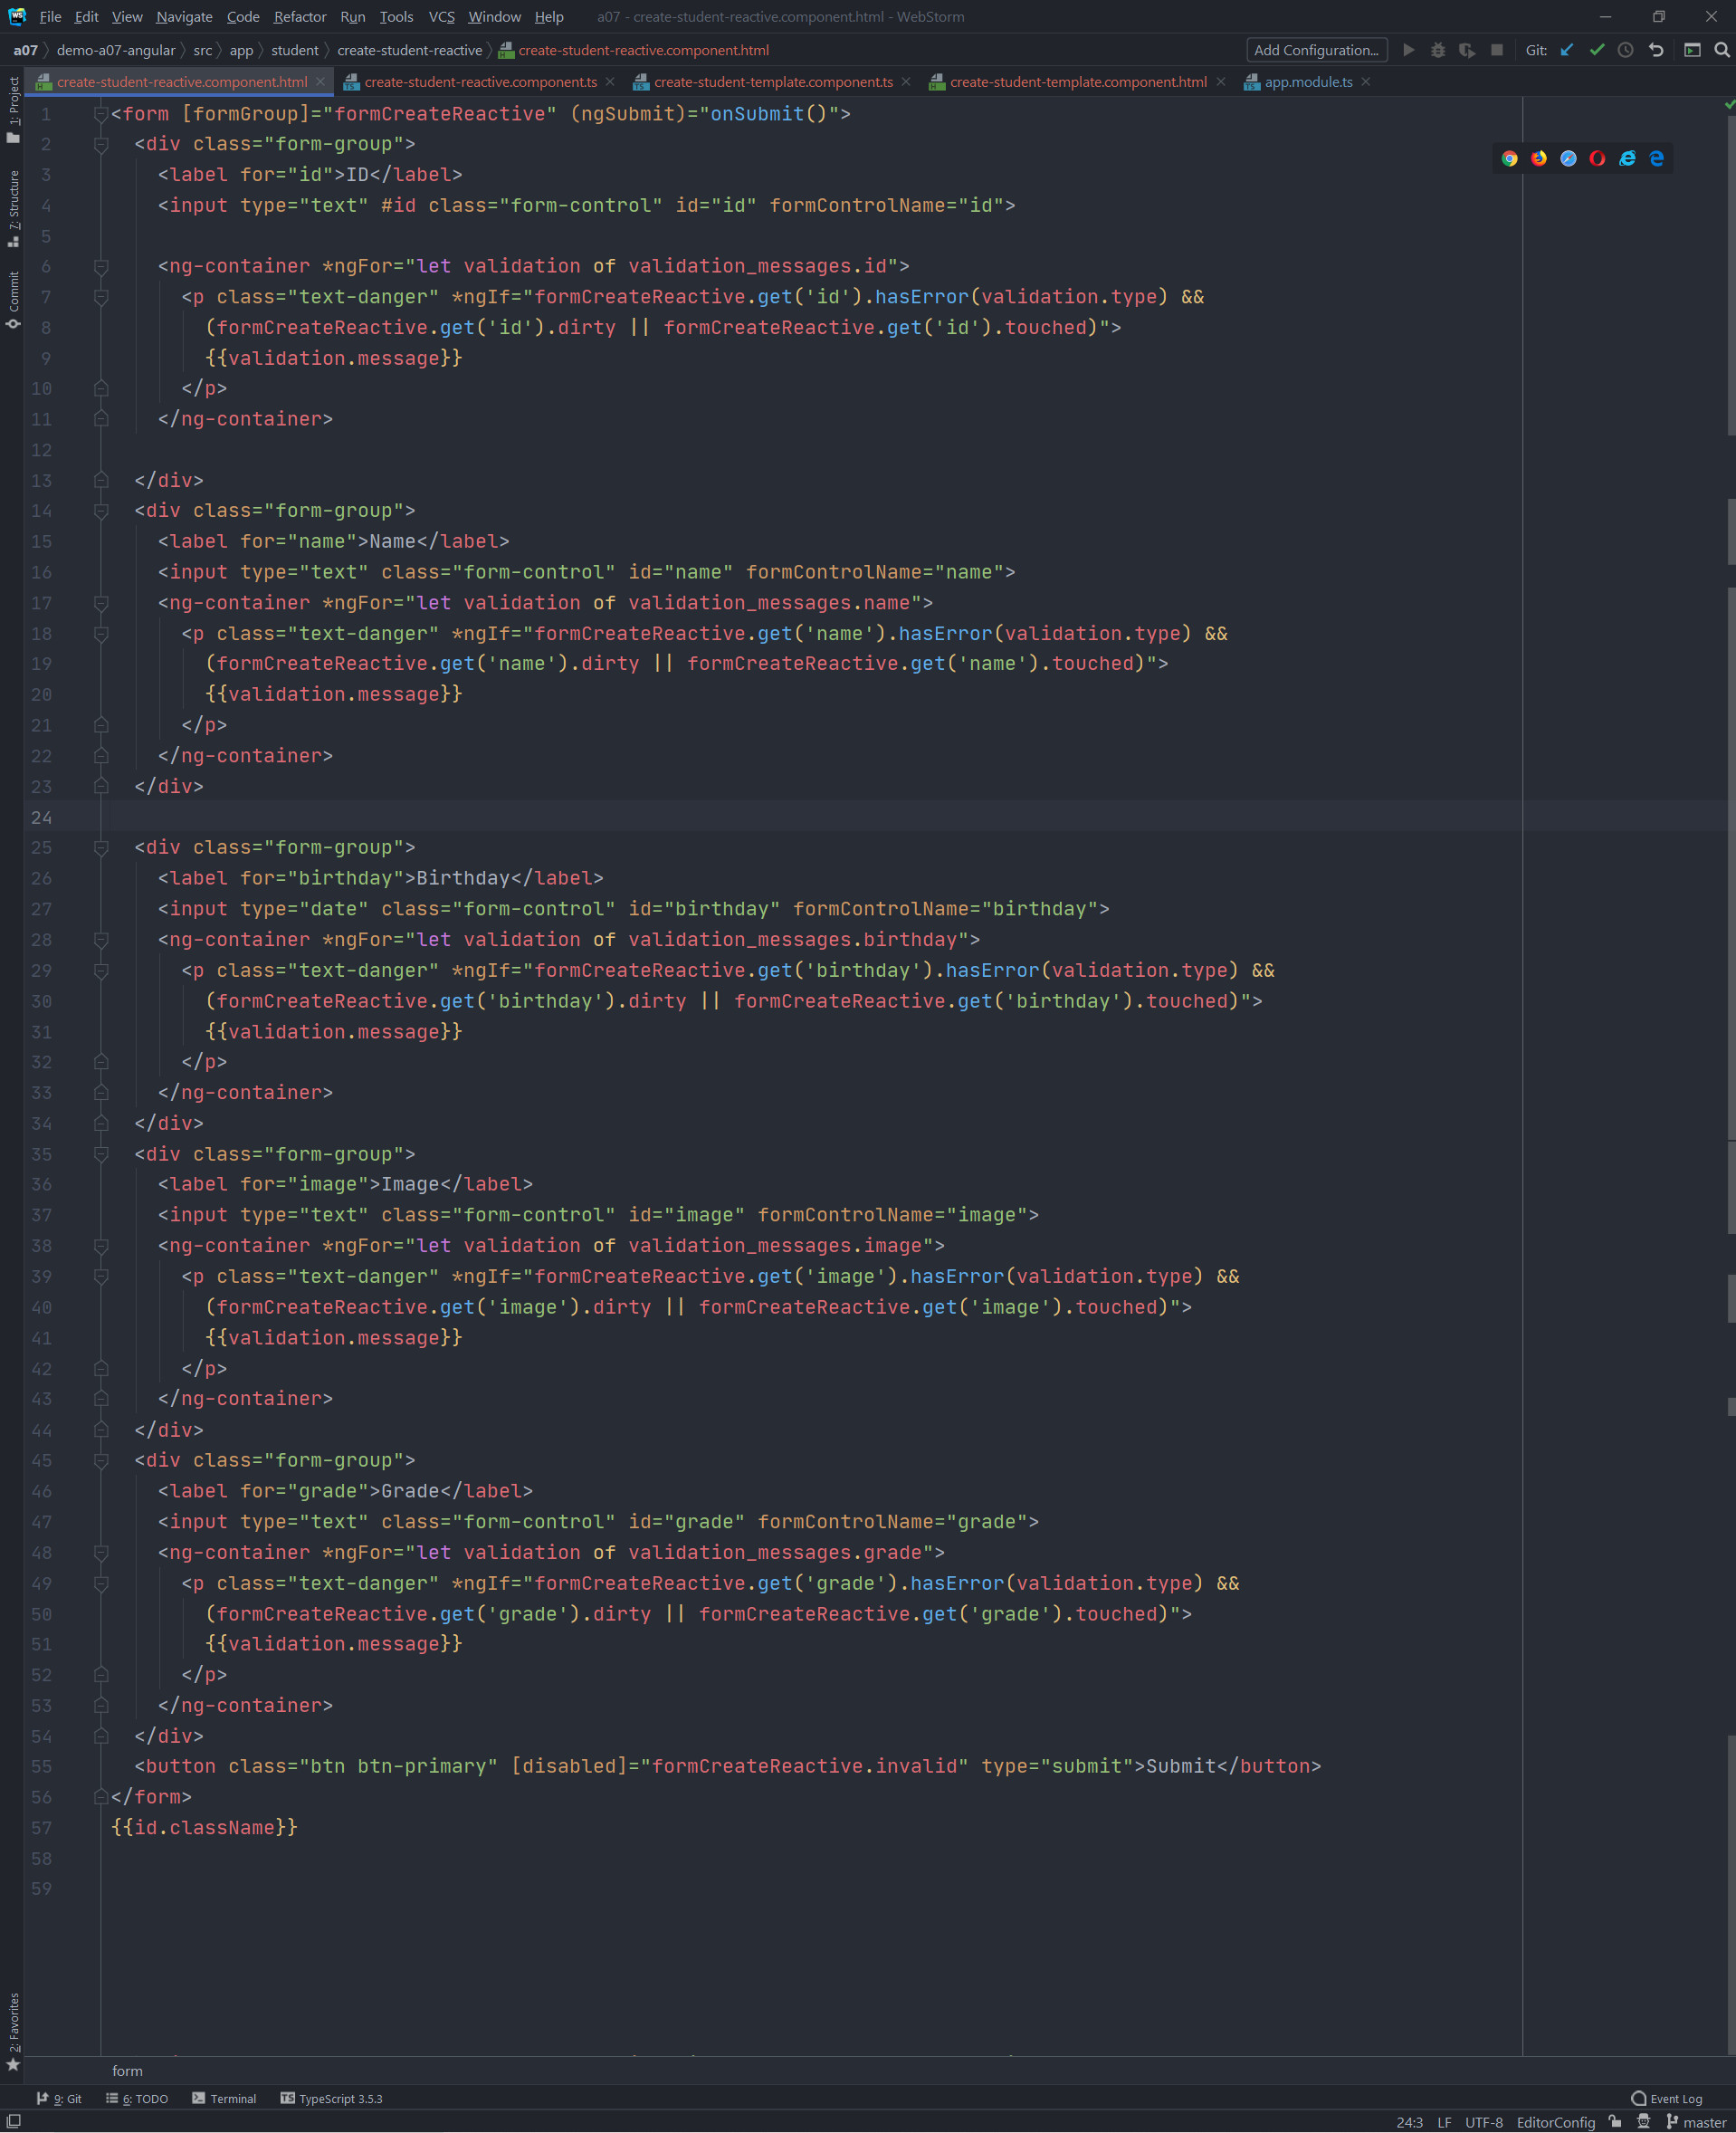 File Edit View Navigate Code Refactor Run Tools VCS Window Help a07 - create-student-reactive.component.html - WebStorm
a07 demo-a07-angular src app student create-student-reactive create-student-reactive.component.html Add Configuration... Git:
create-student-reactive.component.html create-student-reactive.component.ts create-student-template.component.ts create-student-template.component.html app.module.ts
1: Project
7: Structure
Commit
2: Favorites
1 <form [formGroup]="formCreateReactive" (ngSubmit)="onSubmit()">
2 <div class="form-group">
3 <label for="id">ID</label>
4 <input type="text" #id class="form-control" id="id" formControlName="id">
5
6 <ng-container *ngFor="let validation of validation_messages.id">
7 <p class="text-danger" *ngIf="formCreateReactive.get('id').hasError(validation.type) &&
8 (formCreateReactive.get('id').dirty || formCreateReactive.get('id').touched)">
9 {{validation.message}}
10 </p>
11 </ng-container>
12
13 </div>
14 <div class="form-group">
15 <label for="name">Name</label>
16 <input type="text" class="form-control" id="name" formControlName="name">
17 <ng-container *ngFor="let validation of validation_messages.name">
18 <p class="text-danger" *ngIf="formCreateReactive.get('name').hasError(validation.type) &&
19 (formCreateReactive.get('name').dirty || formCreateReactive.get('name').touched)">
20 {{validation.message}}
21 </p>
22 </ng-container>
23 </div>
24
25 <div class="form-group">
26 <label for="birthday">Birthday</label>
27 <input type="date" class="form-control" id="birthday" formControlName="birthday">
28 <ng-container *ngFor="let validation of validation_messages.birthday">
29 <p class="text-danger" *ngIf="formCreateReactive.get('birthday').hasError(validation.type) &&
30 (formCreateReactive.get('birthday').dirty || formCreateReactive.get('birthday').touched)">
31 {{validation.message}}
32 </p>
33 </ng-container>
34 </div>
35 <div class="form-group">
36 <label for="image">Image</label>
37 <input type="text" class="form-control" id="image" formControlName="image">
38 <ng-container *ngFor="let validation of validation_messages.image">
39 <p class="text-danger" *ngIf="formCreateReactive.get('image').hasError(validation.type) &&
40 (formCreateReactive.get('image').dirty || formCreateReactive.get('image').touched)">
41 {{validation.message}}
42 </p>
43 </ng-container>
44 </div>
45 <div class="form-group">
46 <label for="grade">Grade</label>
47 <input type="text" class="form-control" id="grade" formControlName="grade">
48 <ng-container *ngFor="let validation of validation_messages.grade">
49 <p class="text-danger" *ngIf="formCreateReactive.get('grade').hasError(validation.type) &&
50 (formCreateReactive.get('grade').dirty || formCreateReactive.get('grade').touched)">
51 {{validation.message}}
52 </p>
53 </ng-container>
54 </div>
55 <button class="btn btn-primary" [disabled]="formCreateReactive.invalid" type="submit">Submit</button>
56 </form>
57 {{id.className}}
58
59
form
9: Git 6: TODO Terminal TypeScript 3.5.3 Event Log
24:3 LF UTF-8 EditorConfig master